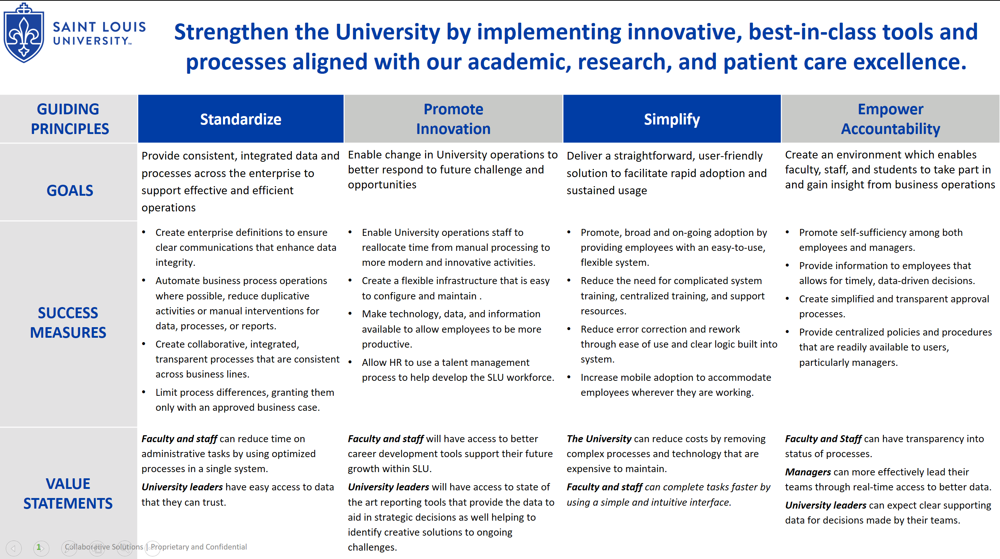 SAINT LOUIS
UNIVERSITY™
Strengthen the University by implementing innovative, best-in-class tools and
processes aligned with our academic, research, and patient care excellence.
GUIDING
PRINCIPLES
Standardize
Promote
Innovation
Simplify
Empower
Accountability
GOALS
Provide consistent, integrated data and
processes across the enterprise to
support effective and efficient
operations
Enable change in University operations to
better respond to future challenge and
opportunities
Deliver a straightforward, user-friendly
solution to facilitate rapid adoption and
sustained usage
Create an environment which enables
faculty, staff, and students to take part in
and gain insight from business operations
SUCCESS
MEASURES
• Create enterprise definitions to ensure
clear communications that enhance data
integrity.
• Automate business process operations
where possible, reduce duplicative
activities or manual interventions for
data, processes, or reports.
• Create collaborative, integrated,
transparent processes that are consistent
across business lines.
• Limit process differences, granting them
only with an approved business case.
• Enable University operations staff to
reallocate time from manual processing to
more modern and innovative activities.
• Create a flexible infrastructure that is easy
to configure and maintain .
• Make technology, data, and information
available to allow employees to be more
productive.
• Allow HR to use a talent management
process to help develop the SLU workforce.
• Promote, broad and on-going adoption by
providing employees with an easy-to-use,
flexible system.
• Reduce the need for complicated system
training, centralized training, and support
resources.
• Reduce error correction and rework
through ease of use and clear logic built into
system.
• Increase mobile adoption to accommodate
employees wherever they are working.
• Promote self-sufficiency among both
employees and managers.
• Provide information to employees that
allows for timely, data-driven decisions.
• Create simplified and transparent approval
processes.
• Provide centralized policies and procedures
that are readily available to users,
particularly managers.
VALUE
STATEMENTS
Faculty and staff can reduce time on
administrative tasks by using optimized
processes in a single system.
University leaders have easy access to data
that they can trust.
Faculty and staff will have access to better
career development tools support their future
growth within SLU.
University leaders will have access to state of
the art reporting tools that provide the data to
aid in strategic decisions as well helping to
identify creative solutions to ongoing
challenges.
The University can reduce costs by removing
complex processes and technology that are
expensive to maintain.
Faculty and staff can complete tasks faster by
using a simple and intuitive interface.
Faculty and Staff can have transparency into
status of processes.
Managers can more effectively lead their
teams through real-time access to better data.
University leaders can expect clear supporting
data for decisions made by their teams.
1
Collaborative Solutions | Proprietary and Confidential